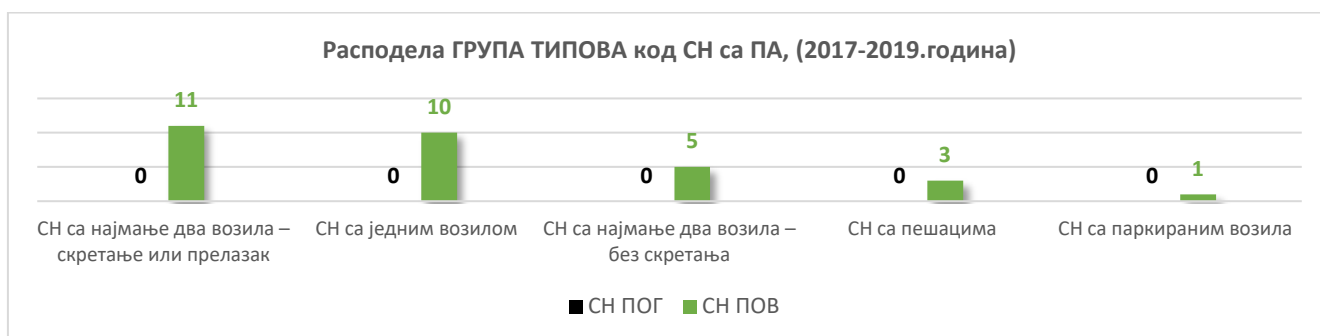 Расподела ГРУПА ТИПОВА код СН са ПА, (2017-2019.година)
0 11 0 10 0 5 0 3 0 1
СН са најмање два возила –
скретање или прелазак
СН са једним возилом
СН са најмање два возила –
без скретања
СН са пешацима
СН са паркираним возила
СН ПОГ СН ПОВ